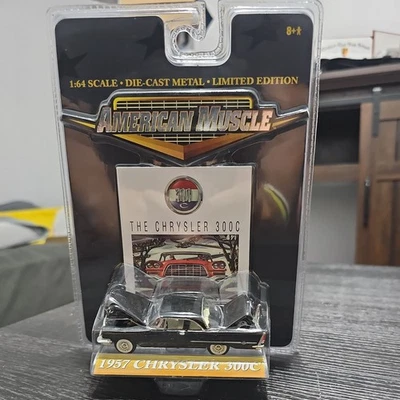 8+
1:64 SCALE • DIE-CAST METAL • LIMITED EDITION
AMERICAN MUSCLE
300
C
THE CHRYSLER 300C
1957 CHRYSLER 300C